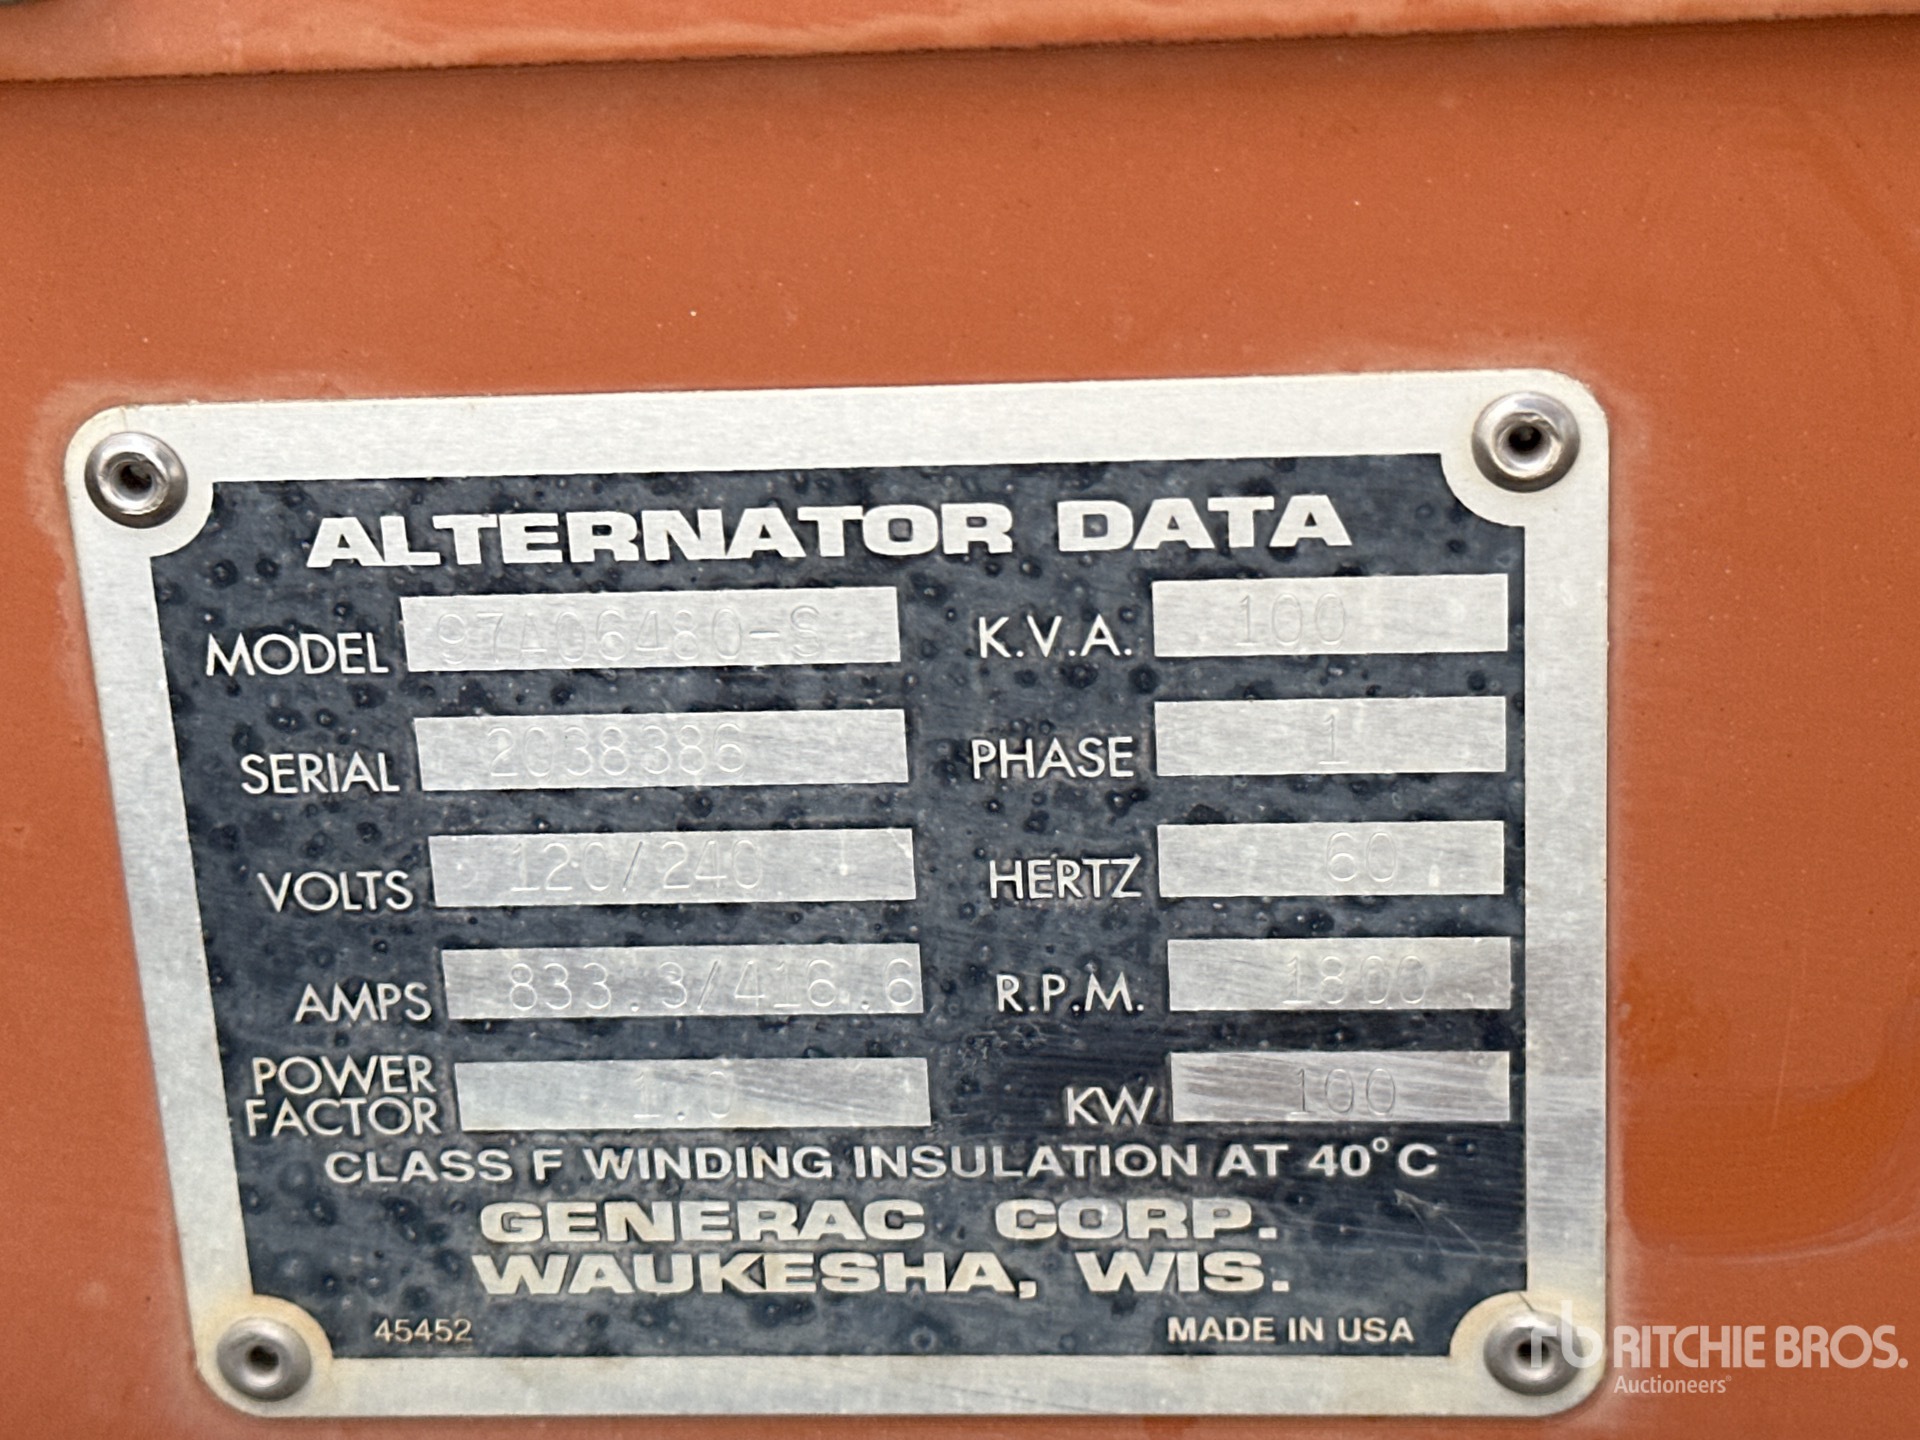 ALTERNATOR DATA
MODEL 97A06480-S K.V.A. 100
SERIAL 2038386 PHASE 1
VOLTS 120/240 HERTZ 60
AMPS 833.3/416.6 R.P.M. 1800
POWER FACTOR 1.0 KW 100
CLASS F WINDING INSULATION AT 40°C
GENERAC CORP.
WAUKESHA, WIS.
45452 MADE IN USA
rb RITCHIE BROS.
Auctioneers